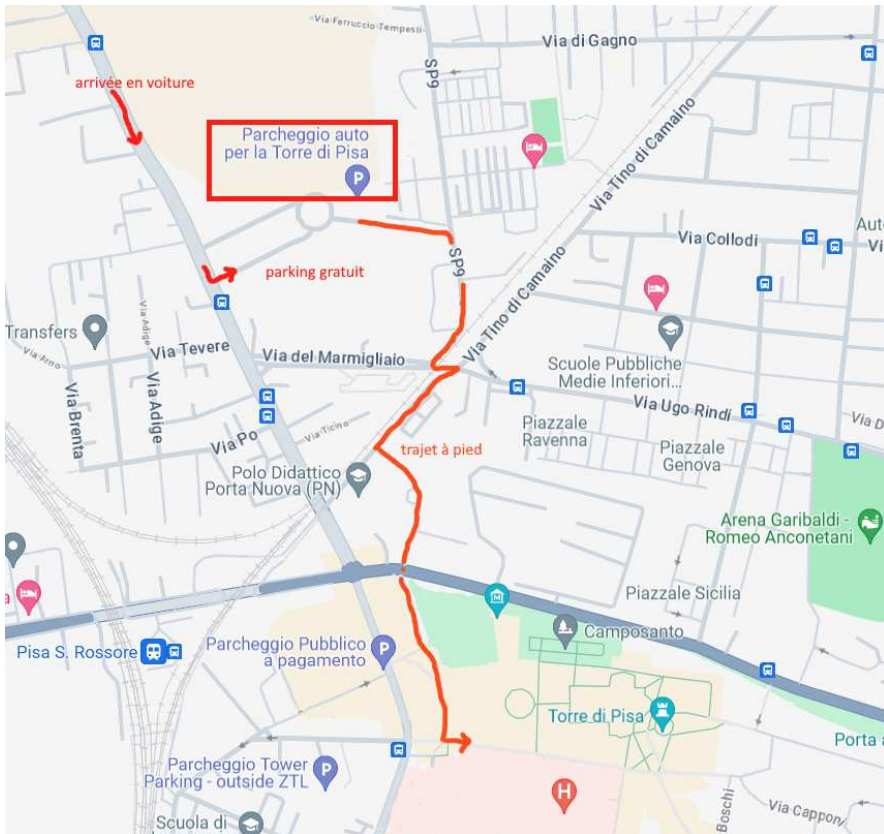 Via Ferruccio Tempesti
Via di Gagno
SP9
arrivée en voiture
Parcheggio auto
per la Torre di Pisa
Via Tino di Camaino
Via Collodi
SP9
parking gratuit
Via Tino di Camaino
Transfers
Via Adige
Via Arno
Via Tevere
Via del Marmigliaio
Scuole Pubbliche
Medie Inferiori...
Via Ugo Rindi
Via Brenta
Via Adige
Via Po
Via Ticino
trajet à pied
Piazzale
Ravenna
Piazzale
Genova
Polo Didattico
Porta Nuova (PN)
Arena Garibaldi -
Romeo Anconetani
Piazzale Sicilia
Camposanto
Pisa S. Rossore
Parcheggio Pubblico
a pagamento
Torre di Pisa
Porta a
Parcheggio Tower
Parking - outside ZTL
Boschi
Via Capponi
Scuola di